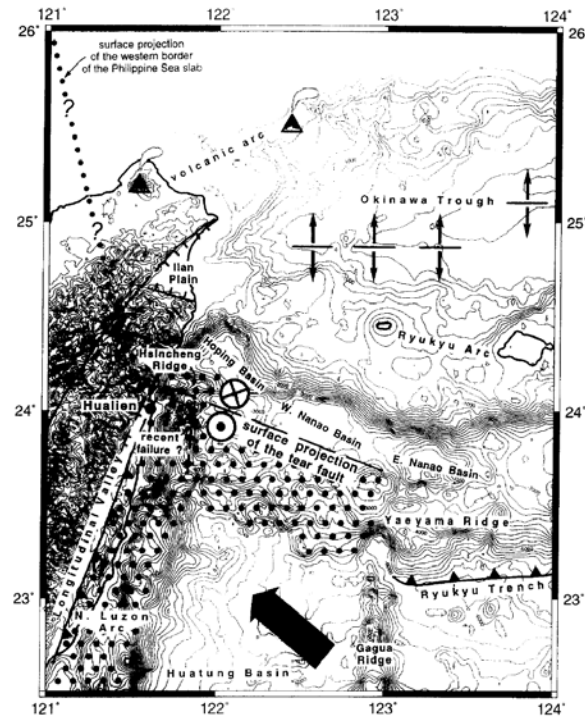 121° 122° 123° 124°
26° 26°
surface projection
of the western border
of the Philippine Sea slab
?
volcanic arc
Okinawa Trough
25° 25°
?
Ilan
Plain
Ryukyu Arc
Hsincheng
Ridge
Hoping Basin
Hualien
24° 24°
W. Nanao Basin
recent
failure ?
surface projection
of the tear fault
E. Nanao Basin
Longitudinal Valley
Yaeyama Ridge
23° 23°
Ryukyu Trench
N. Luzon
Arc
Gagua
Ridge
Huatung Basin
121° 122° 123° 124°